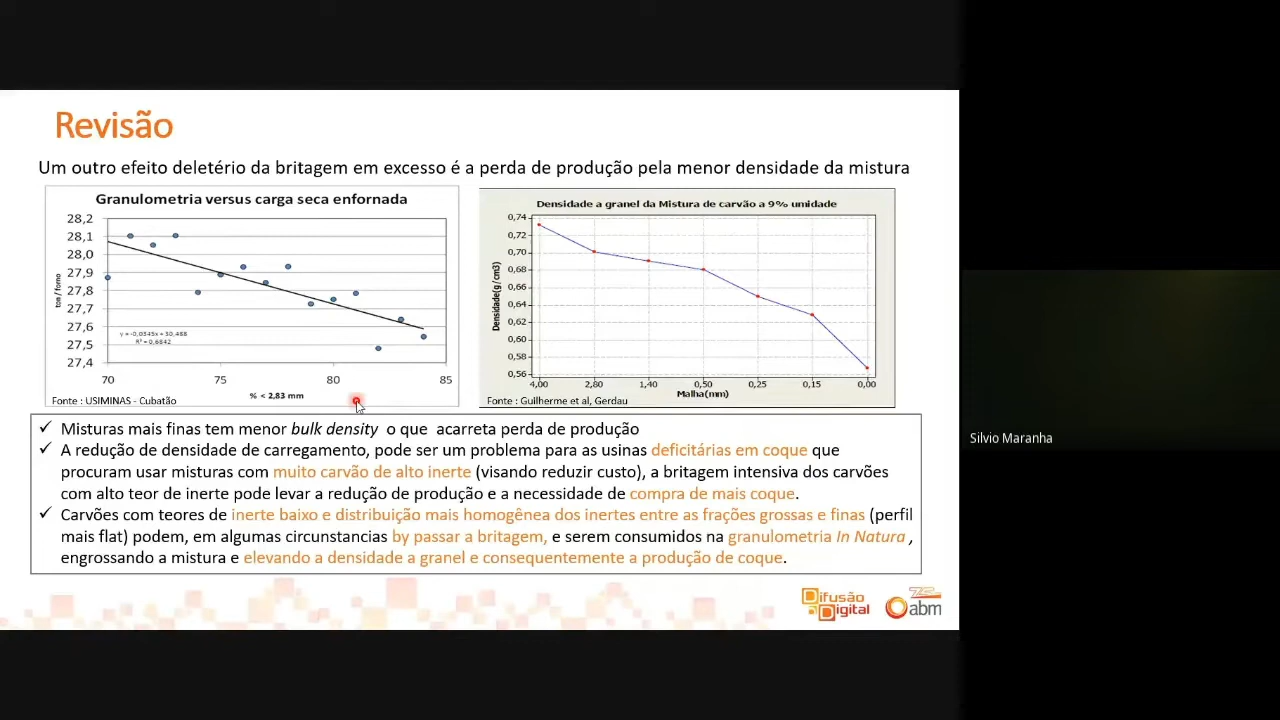 Revisão
Um outro efeito deletério da britagem em excesso é a perda de produção pela menor densidade da mistura
Granulometria versus carga seca enfornada
28,2
28,1
28,0
27,9
27,8
27,7
27,6
27,5
27,4
ton / forno
y = -0,0345x + 30,488
R² = 0,6842
70
75
80
85
% < 2,83 mm
Fonte : USIMINAS - Cubatão
Densidade a granel da Mistura de carvão a 9% umidade
0,74
0,72
0,70
0,68
0,66
0,64
0,62
0,60
0,58
0,56
Densidade(g/cm3)
4,00
2,80
1,40
0,50
0,25
0,15
0,00
Malha(mm)
Fonte : Guilherme et al, Gerdau
✓ Misturas mais finas tem menor bulk density o que acarreta perda de produção
✓ A redução de densidade de carregamento, pode ser um problema para as usinas deficitárias em coque que
procuram usar misturas com muito carvão de alto inerte (visando reduzir custo), a britagem intensiva dos carvões
com alto teor de inerte pode levar a redução de produção e a necessidade de compra de mais coque.
✓ Carvões com teores de inerte baixo e distribuição mais homogênea dos inertes entre as frações grossas e finas (perfil
mais flat) podem, em algumas circunstancias by passar a britagem, e serem consumidos na granulometria In Natura ,
engrossando a mistura e elevando a densidade a granel e consequentemente a produção de coque.
Difusão
Digital
abm
Silvio Maranha